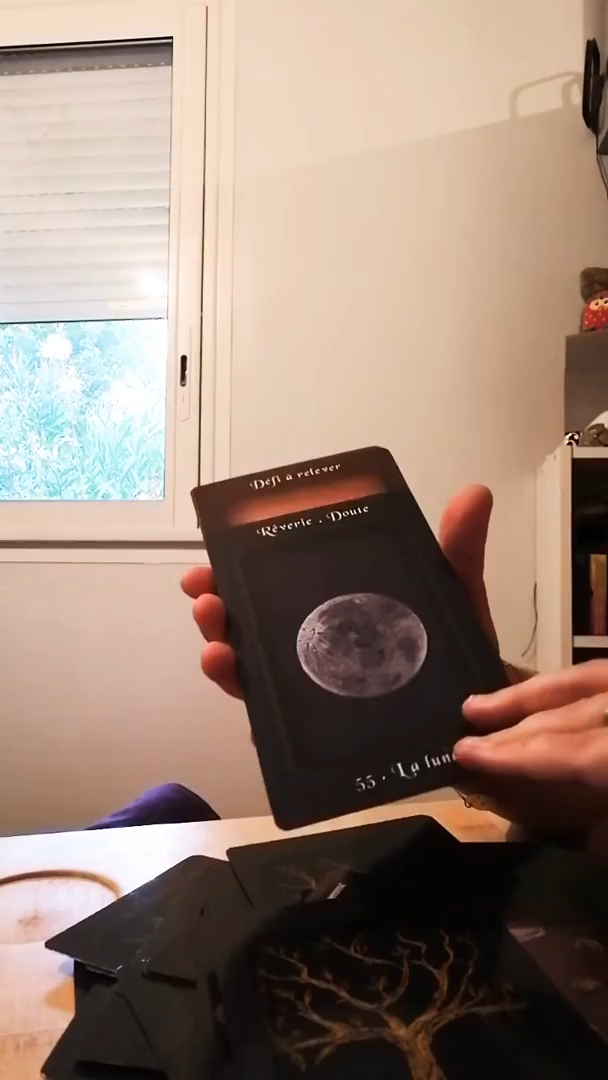 Défi à relever
Rêverie . Doute
55 . La lune